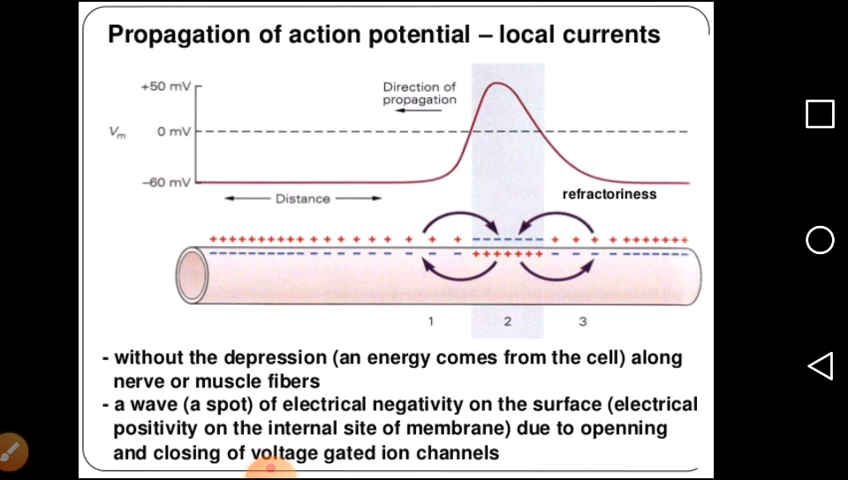 Propagation of action potential – local currents
+50 mV
Direction of
propagation
Vm
0 mV
–60 mV
Distance
refractoriness
1 2 3
- without the depression (an energy comes from the cell) along
nerve or muscle fibers
- a wave (a spot) of electrical negativity on the surface (electrical
positivity on the internal site of membrane) due to openning
and closing of voltage gated ion channels